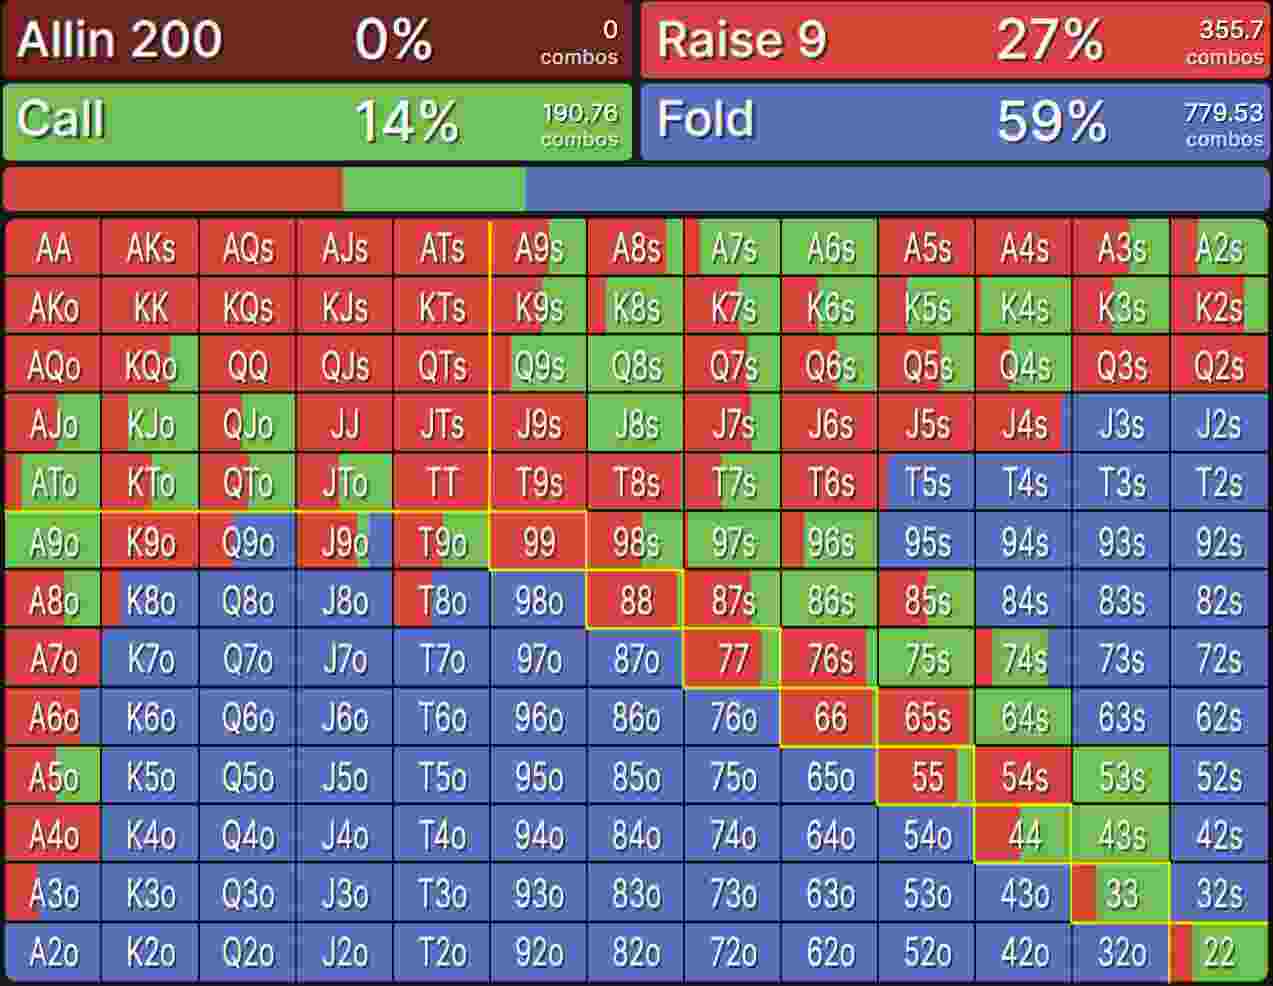 Allin 200 0% 0 combos Raise 9 27% 355.7 combos
Call 14% 190.76 combos Fold 59% 779.53 combos
AA AKs AQs AJs ATs A9s A8s A7s A6s A5s A4s A3s A2s
AKo KK KQs KJs KTs K9s K8s K7s K6s K5s K4s K3s K2s
AQo KQo QQ QJs QTs Q9s Q8s Q7s Q6s Q5s Q4s Q3s Q2s
AJo KJo QJo JJ JTs J9s J8s J7s J6s J5s J4s J3s J2s
ATo KTo QTo JTo TT T9s T8s T7s T6s T5s T4s T3s T2s
A9o K9o Q9o J9o T9o 99 98s 97s 96s 95s 94s 93s 92s
A8o K8o Q8o J8o T8o 98o 88 87s 86s 85s 84s 83s 82s
A7o K7o Q7o J7o T7o 97o 87o 77 76s 75s 74s 73s 72s
A6o K6o Q6o J6o T6o 96o 86o 76o 66 65s 64s 63s 62s
A5o K5o Q5o J5o T5o 95o 85o 75o 65o 55 54s 53s 52s
A4o K4o Q4o J4o T4o 94o 84o 74o 64o 54o 44 43s 42s
A3o K3o Q3o J3o T3o 93o 83o 73o 63o 53o 43o 33 32s
A2o K2o Q2o J2o T2o 92o 82o 72o 62o 52o 42o 32o 22